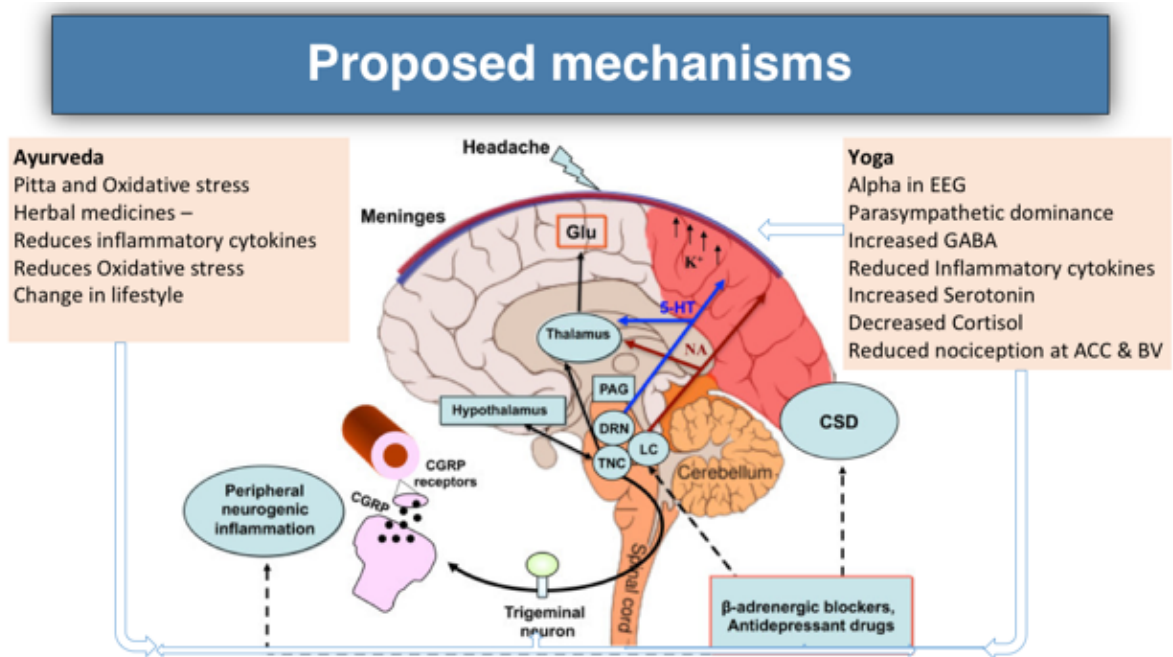 Proposed mechanisms
Ayurveda
Pitta and Oxidative stress
Herbal medicines –
Reduces inflammatory cytokines
Reduces Oxidative stress
Change in lifestyle
Headache
Meninges
Glu
K+
5-HT
Thalamus
NA
PAG
Hypothalamus
DRN
LC
TNC
Cerebellum
CSD
Yoga
Alpha in EEG
Parasympathetic dominance
Increased GABA
Reduced Inflammatory cytokines
Increased Serotonin
Decreased Cortisol
Reduced nociception at ACC & BV
CGRP
receptors
CGRP
Peripheral
neurogenic
inflammation
Trigeminal
neuron
Spinal cord
β-adrenergic blockers,
Antidepressant drugs